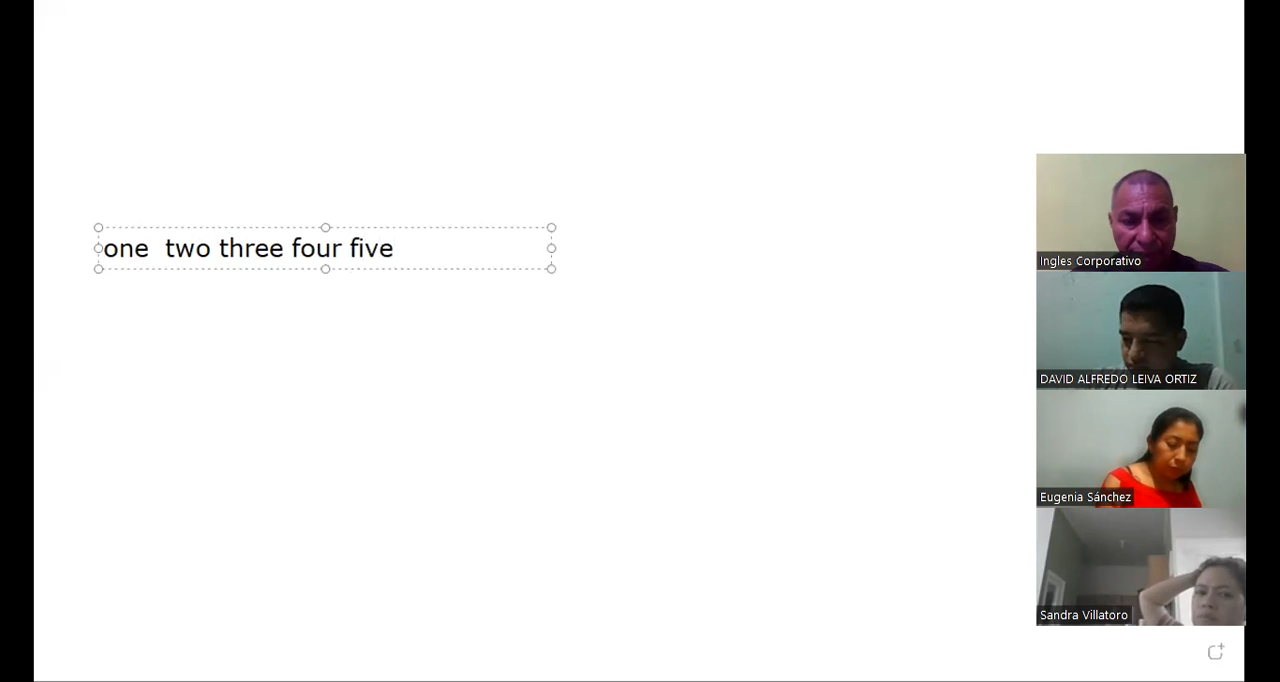 one  two three four five
Ingles Corporativo
DAVID ALFREDO LEIVA ORTIZ
Eugenia Sánchez
Sandra Villatoro